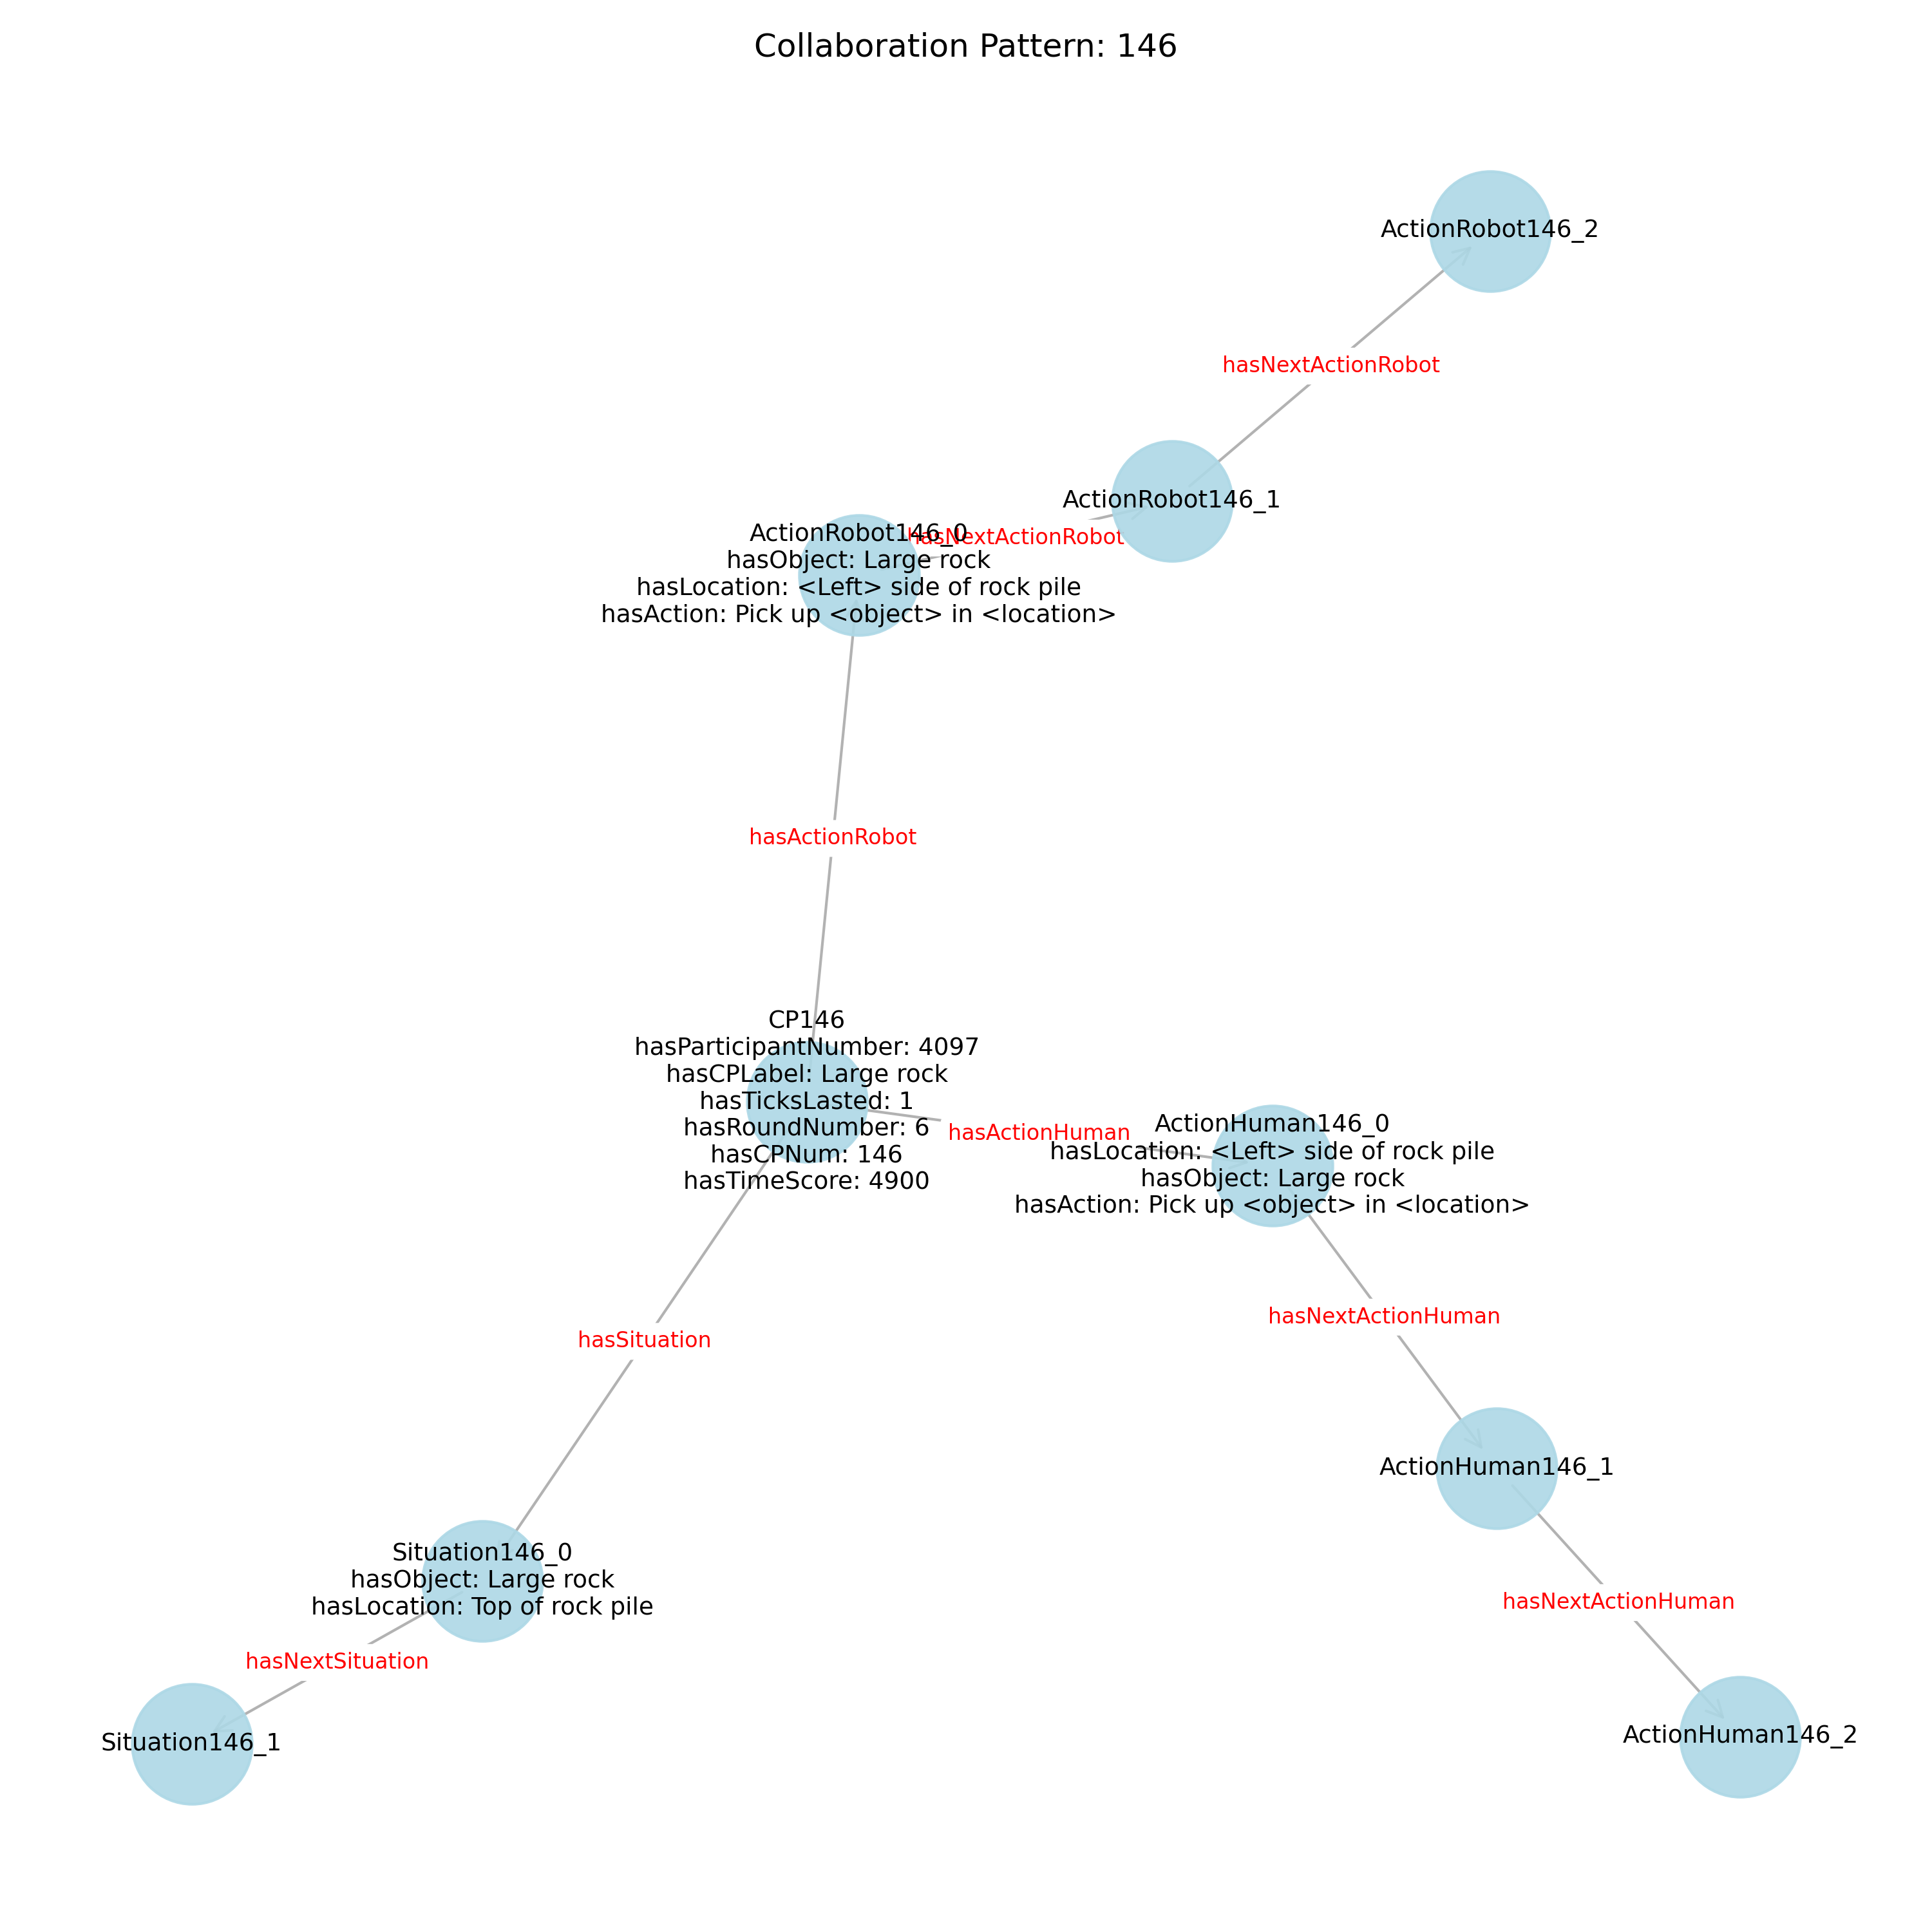 Collaboration Pattern: 146
ActionRobot146_2
hasNextActionRobot
ActionRobot146_1
hasNextActionRobot
ActionRobot146_0
hasObject: Large rock
hasLocation: <Left> side of rock pile
hasAction: Pick up <object> in <location>
hasActionRobot
CP146
hasParticipantNumber: 4097
hasCPLabel: Large rock
hasTicksLasted: 1
hasRoundNumber: 6
hasCPNum: 146
hasTimeScore: 4900
hasActionHuman
ActionHuman146_0
hasLocation: <Left> side of rock pile
hasObject: Large rock
hasAction: Pick up <object> in <location>
hasNextActionHuman
hasSituation
ActionHuman146_1
Situation146_0
hasObject: Large rock
hasLocation: Top of rock pile
hasNextActionHuman
hasNextSituation
Situation146_1
ActionHuman146_2